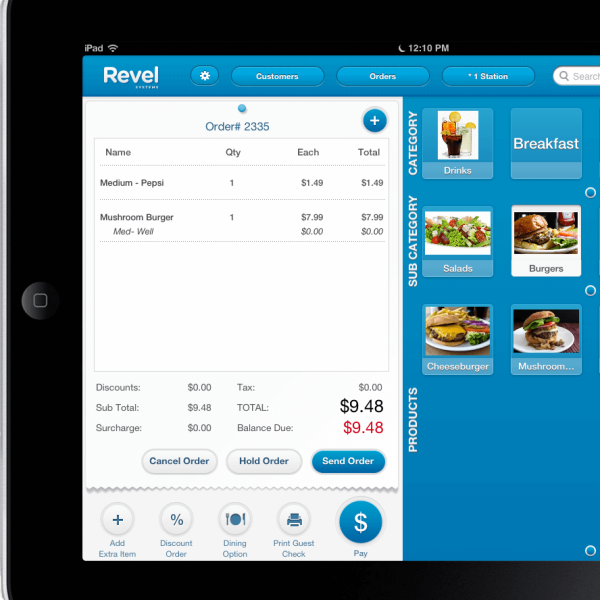 iPad 12:10 PM
Revel SYSTEMS Customers Orders * 1 Station Search
Order# 2335
+
Name Qty Each Total
Medium - Pepsi 1 $1.49 $1.49
Mushroom Burger 1 $7.99 $7.99
Med- Well $0.00 $0.00
Discounts: $0.00 Tax: $0.00
Sub Total: $9.48 TOTAL: $9.48
Surcharge: $0.00 Balance Due: $9.48
Cancel Order Hold Order Send Order
+ % $
Add Extra Item
Discount Order
Dining Option
Print Guest Check
Pay
CATEGORY
Drinks
Breakfast
SUB CATEGORY
Salads
Burgers
PRODUCTS
Cheeseburger
Mushroom...